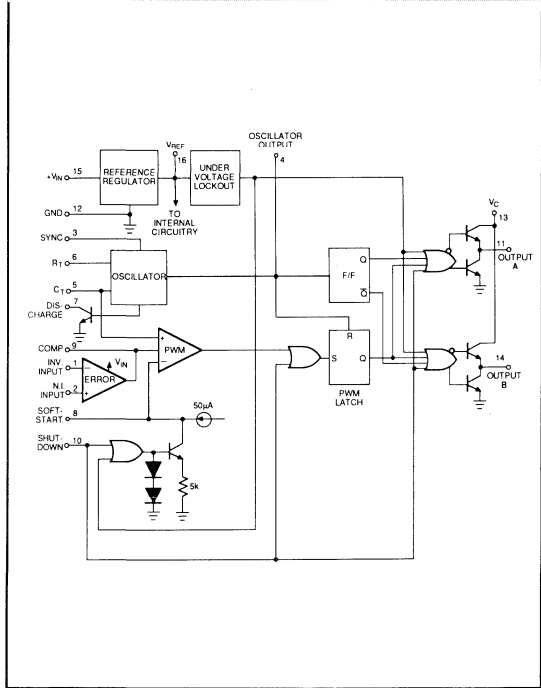 OSCILLATOR
OUTPUT
4
VREF
16
+VIN 15
REFERENCE
REGULATOR
UNDER
VOLTAGE
LOCKOUT
VC
13
GND 12
TO
INTERNAL
CIRCUITRY
SYNC 3
RT 6
OSCILLATOR
CT 5
DIS-
CHARGE
7
F/F
Q
Q̅
11
OUTPUT
A
COMP 9
+
PWM
−
R
S
Q
PWM
LATCH
14
OUTPUT
B
INV.
INPUT
1
−
VIN
ERROR
N.I.
INPUT
2
+
SOFT-
START
8
50µA
SHUT-
DOWN
10
5k